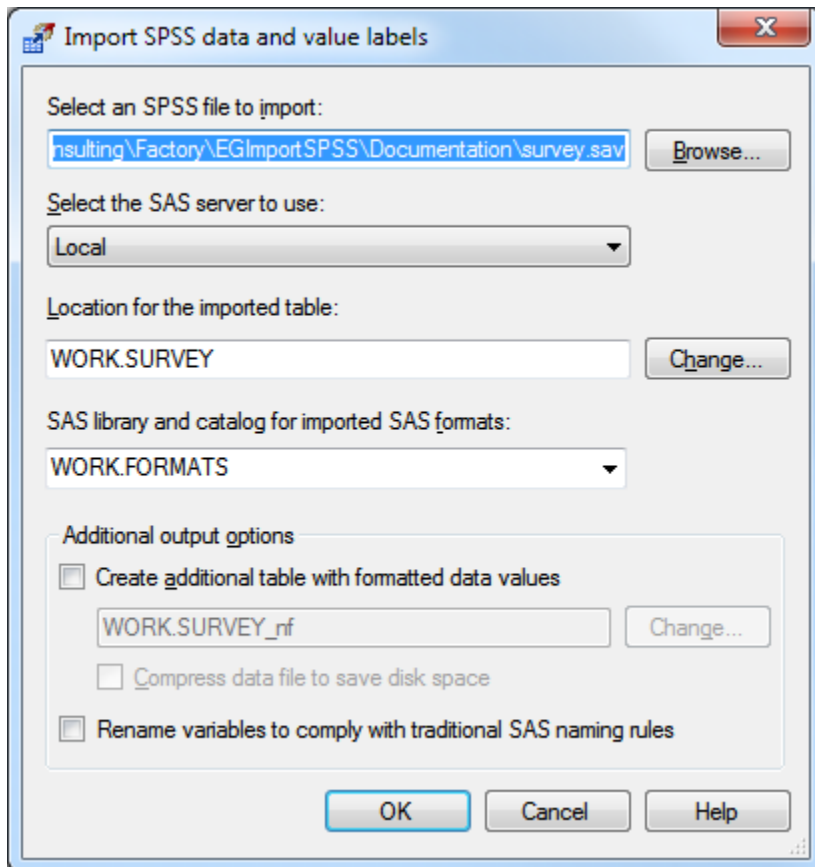 Import SPSS data and value labels
Select an SPSS file to import:
nsulting\Factory\EGImportSPSS\Documentation\survey.sav
Browse...
Select the SAS server to use:
Local
Location for the imported table:
WORK.SURVEY
Change...
SAS library and catalog for imported SAS formats:
WORK.FORMATS
Additional output options
Create additional table with formatted data values
WORK.SURVEY_nf
Change...
Compress data file to save disk space
Rename variables to comply with traditional SAS naming rules
OK
Cancel
Help